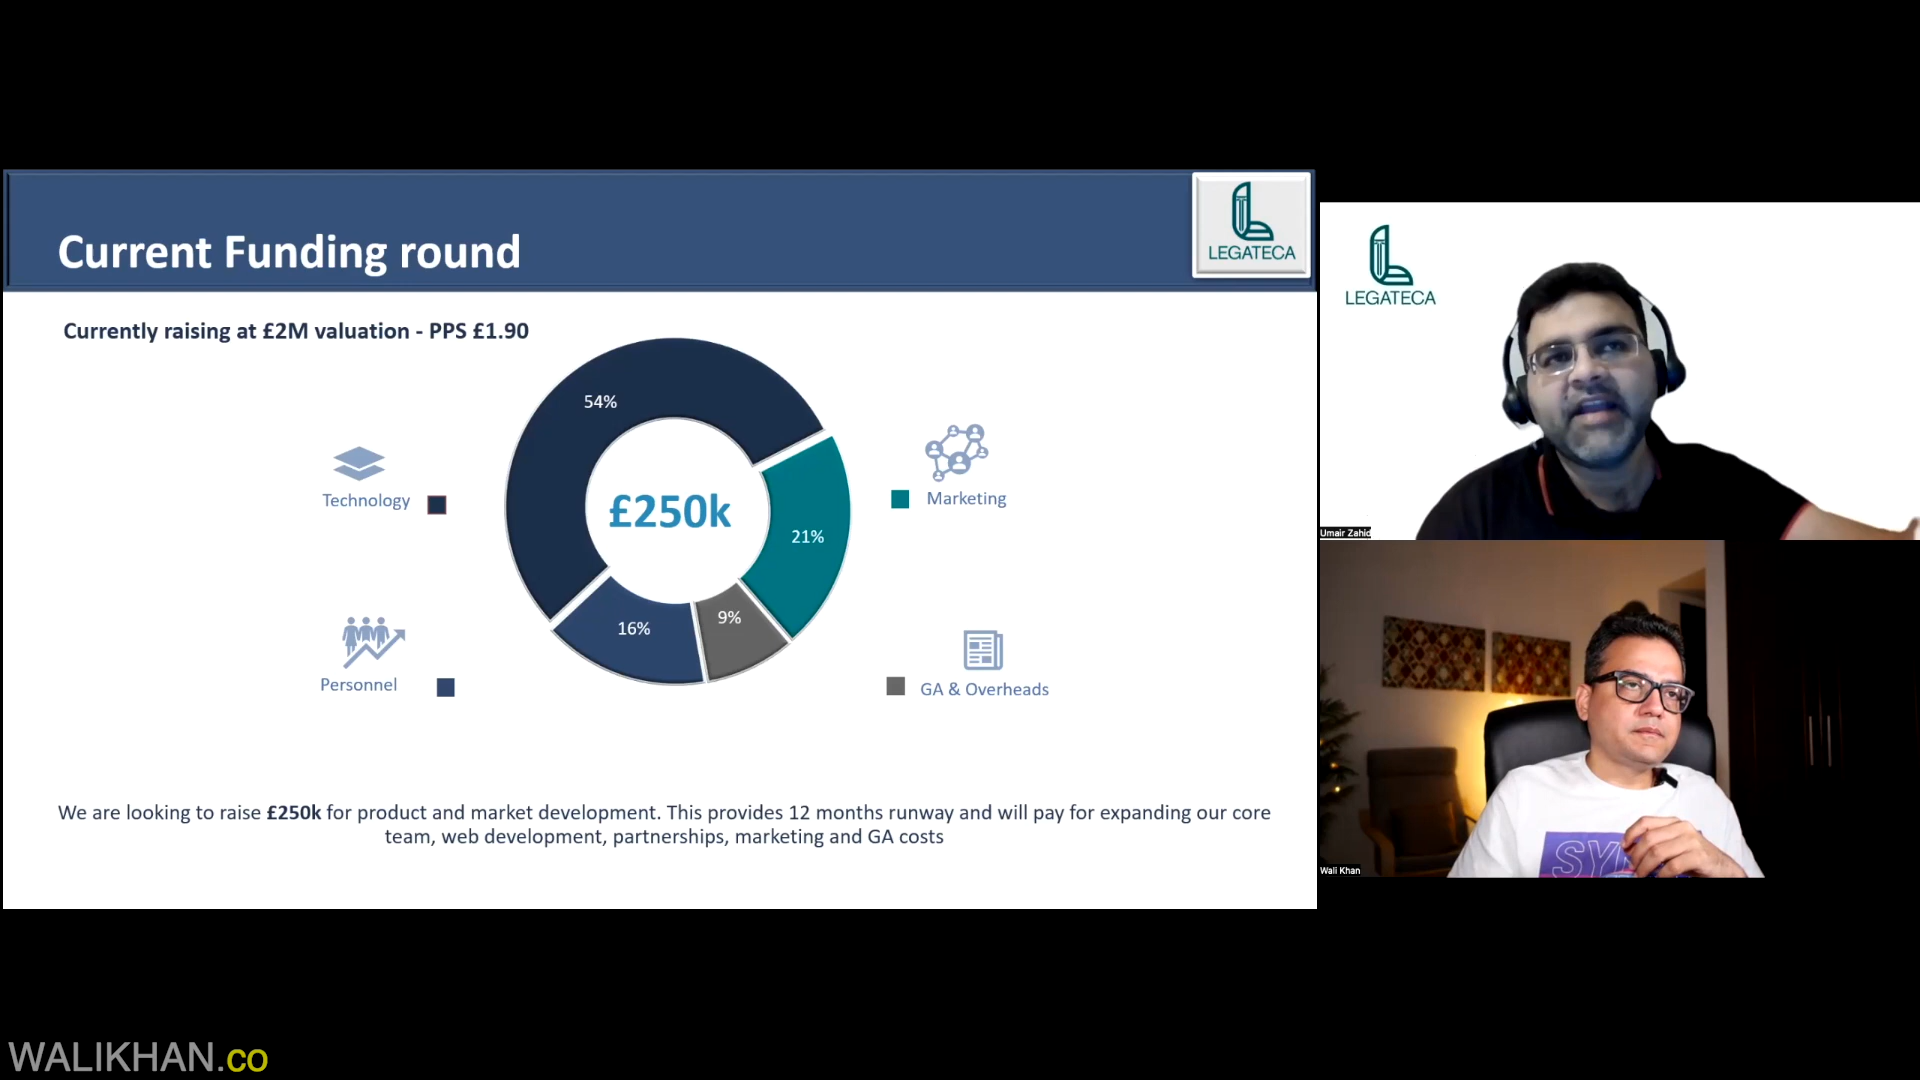 Current Funding round
LEGATECA
Currently raising at £2M valuation - PPS £1.90
54%
21%
9%
16%
£250k
Technology
Marketing
Personnel
GA & Overheads
We are looking to raise £250k for product and market development. This provides 12 months runway and will pay for expanding our core
team, web development, partnerships, marketing and GA costs
LEGATECA
Umair Zahid
Wali Khan
WALIKHAN.co